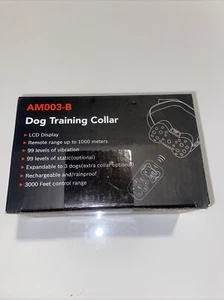 AM003-B
Dog Training Collar
LCD Display
Remote range up to 1000 meters
99 levels of vibration
99 levels of static(optional)
Expandable to 3 dogs(extra collar optional)
Rechargeable and/rainproof
3000 Feet control range